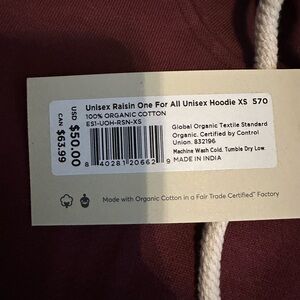 Unisex Raisin One For All Unisex Hoodie XS S70
100% ORGANIC COTTON
ES1-UOH-RSN-XS
USD $50.00
CAN $63.99
8 40281 20662 9
Global Organic Textile Standard
Organic. Certified by Control
Union. 832196
Machine Wash Cold. Tumble Dry Low.
MADE IN INDIA
Made with Organic Cotton in a Fair Trade Certified™ Factory